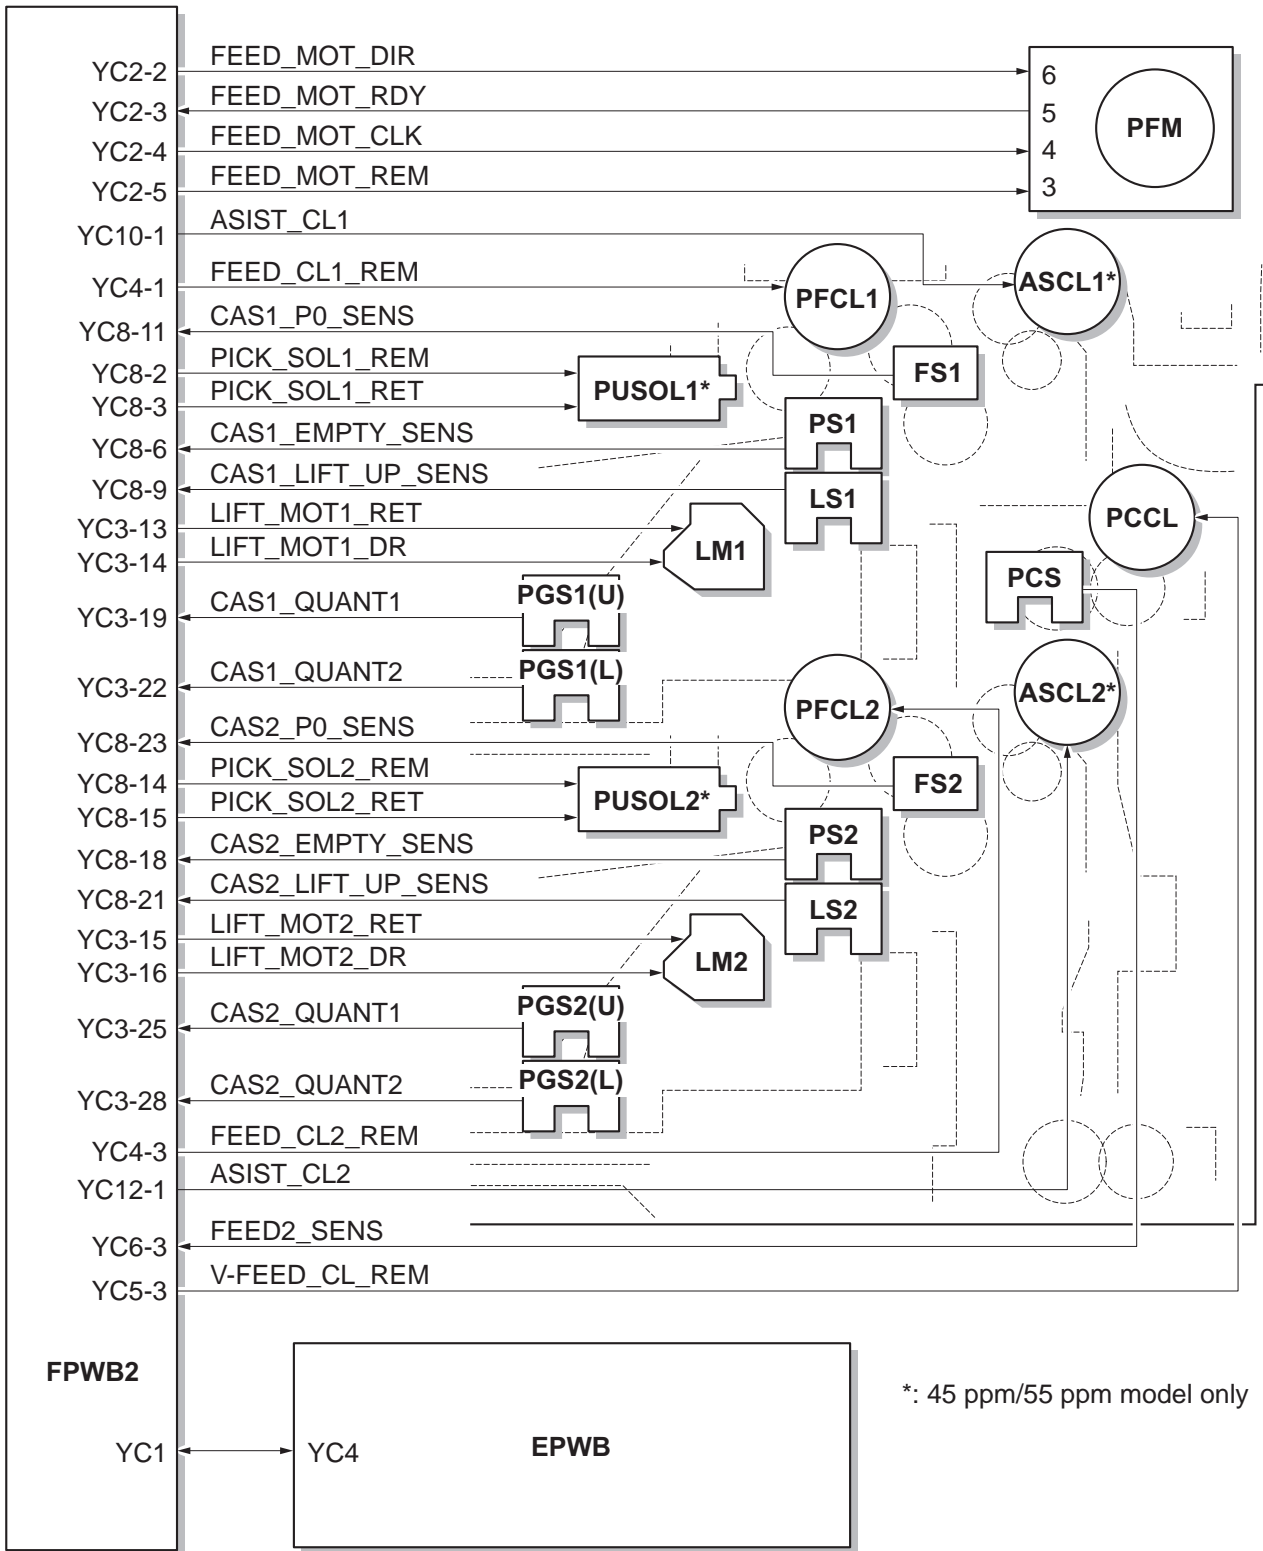 FEED_MOT_DIR
YC2-2
6
FEED_MOT_RDY
YC2-3
5
PFM
FEED_MOT_CLK
YC2-4
4
FEED_MOT_REM
YC2-5
3
ASIST_CL1
YC10-1
FEED_CL1_REM
YC4-1
PFCL1
ASCL1*
CAS1_P0_SENS
YC8-11
PICK_SOL1_REM
YC8-2
PICK_SOL1_RET
YC8-3
PUSOL1*
FS1
CAS1_EMPTY_SENS
YC8-6
PS1
CAS1_LIFT_UP_SENS
YC8-9
LS1
LIFT_MOT1_RET
YC3-13
LIFT_MOT1_DR
YC3-14
LM1
PCCL
PCS
CAS1_QUANT1
YC3-19
PGS1(U)
CAS1_QUANT2
YC3-22
PGS1(L)
CAS2_P0_SENS
YC8-23
PFCL2
ASCL2*
PICK_SOL2_REM
YC8-14
PICK_SOL2_RET
YC8-15
PUSOL2*
FS2
CAS2_EMPTY_SENS
YC8-18
PS2
CAS2_LIFT_UP_SENS
YC8-21
LS2
LIFT_MOT2_RET
YC3-15
LIFT_MOT2_DR
YC3-16
LM2
CAS2_QUANT1
YC3-25
PGS2(U)
CAS2_QUANT2
YC3-28
PGS2(L)
FEED_CL2_REM
YC4-3
ASIST_CL2
YC12-1
FEED2_SENS
YC6-3
V-FEED_CL_REM
YC5-3
FPWB2
*: 45 ppm/55 ppm model only
YC1
YC4
EPWB